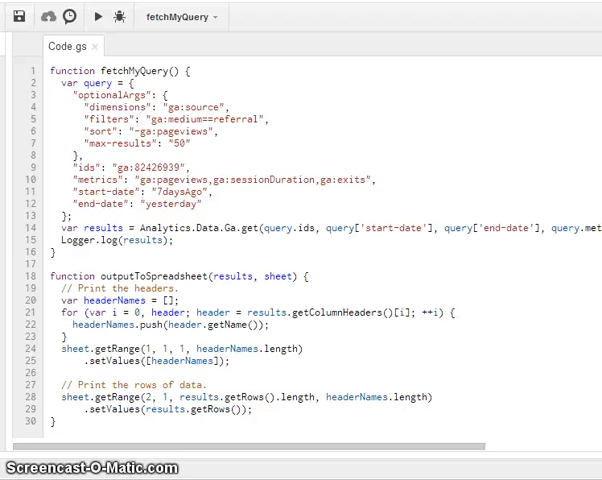 fetchMyQuery
Code.gs ×
1 function fetchMyQuery() {
2 var query = {
3 "optionalArgs": {
4 "dimensions": "ga:source",
5 "filters": "ga:medium==referral",
6 "sort": "-ga:pageviews",
7 "max-results": "50"
8 },
9 "ids": "ga:82426939",
10 "metrics": "ga:pageviews,ga:sessionDuration,ga:exits",
11 "start-date": "7daysAgo",
12 "end-date": "yesterday"
13 };
14 var results = Analytics.Data.Ga.get(query.ids, query['start-date'], query['end-date'], query.met
15 Logger.log(results);
16 }
17
18 function outputToSpreadsheet(results, sheet) {
19 // Print the headers.
20 var headerNames = [];
21 for (var i = 0, header; header = results.getColumnHeaders()[i]; ++i) {
22 headerNames.push(header.getName());
23 }
24 sheet.getRange(1, 1, 1, headerNames.length)
25 .setValues([headerNames]);
26
27 // Print the rows of data.
28 sheet.getRange(2, 1, results.getRows().length, headerNames.length)
29 .setValues(results.getRows());
30 }
Screencast-O-Matic.com